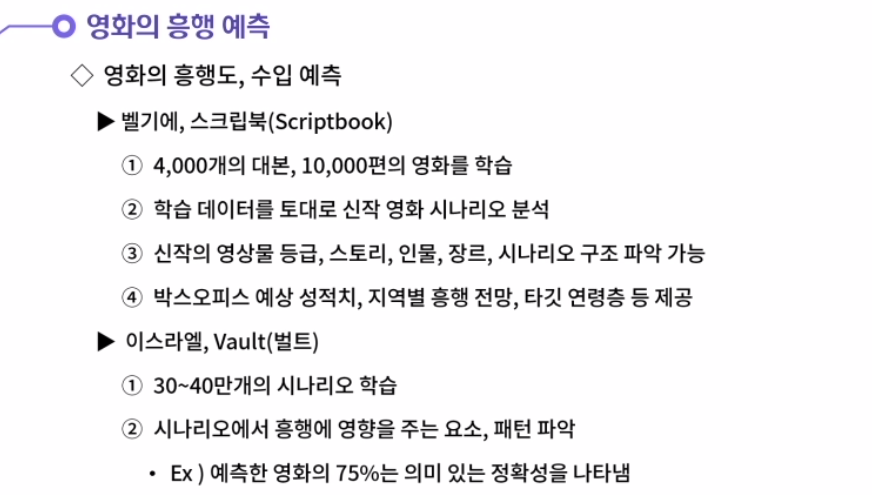 영화의 흥행 예측
◇ 영화의 흥행도, 수입 예측
▶ 벨기에, 스크립북(Scriptbook)
① 4,000개의 대본, 10,000편의 영화를 학습
② 학습 데이터를 토대로 신작 영화 시나리오 분석
③ 신작의 영상물 등급, 스토리, 인물, 장르, 시나리오 구조 파악 가능
④ 박스오피스 예상 성적치, 지역별 흥행 전망, 타깃 연령층 등 제공
▶ 이스라엘, Vault(벌트)
① 30~40만개의 시나리오 학습
② 시나리오에서 흥행에 영향을 주는 요소, 패턴 파악
• Ex ) 예측한 영화의 75%는 의미 있는 정확성을 나타냄